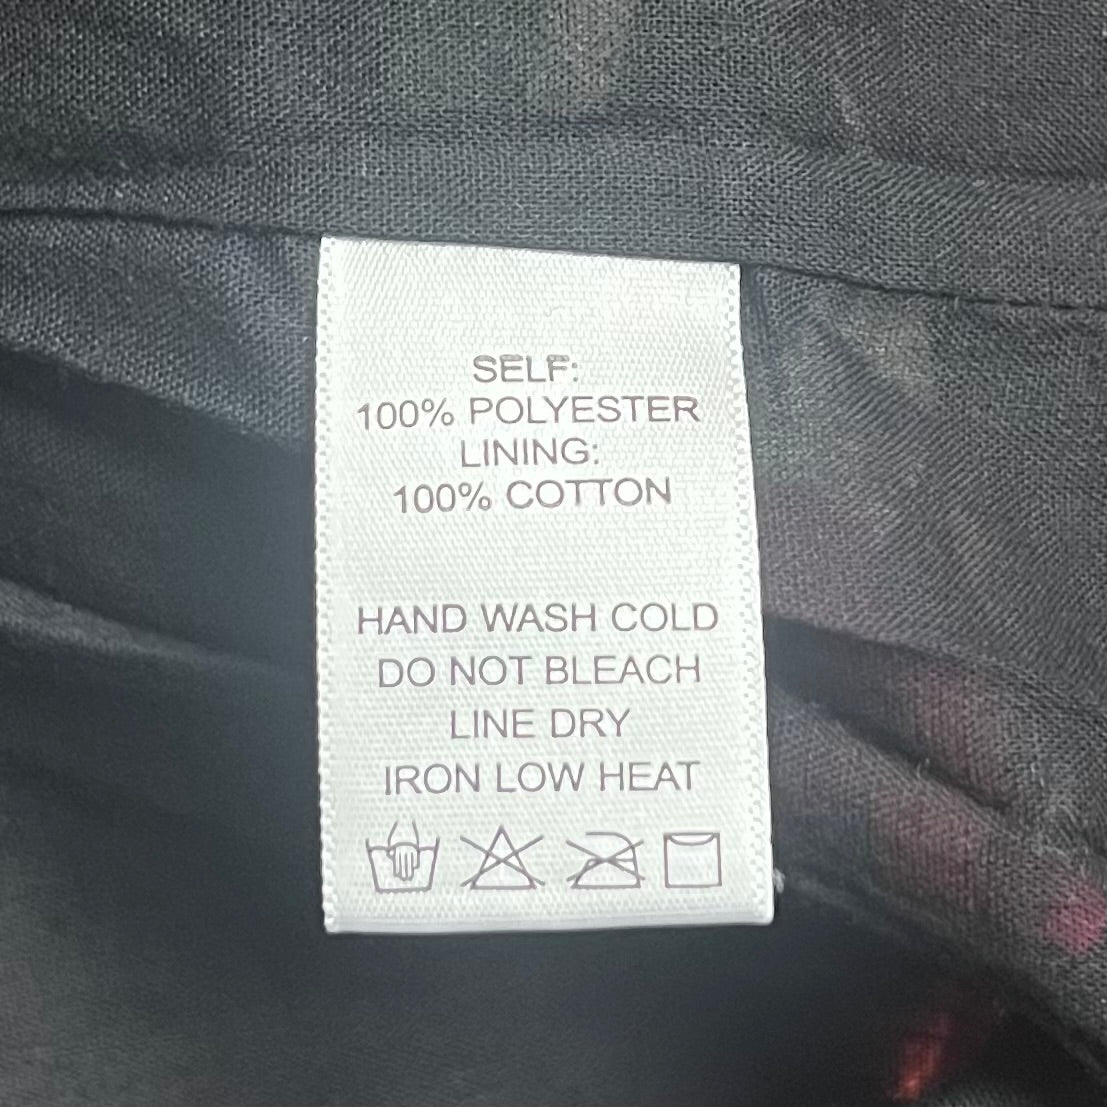 SELF:
100% POLYESTER
LINING:
100% COTTON
HAND WASH COLD
DO NOT BLEACH
LINE DRY
IRON LOW HEAT